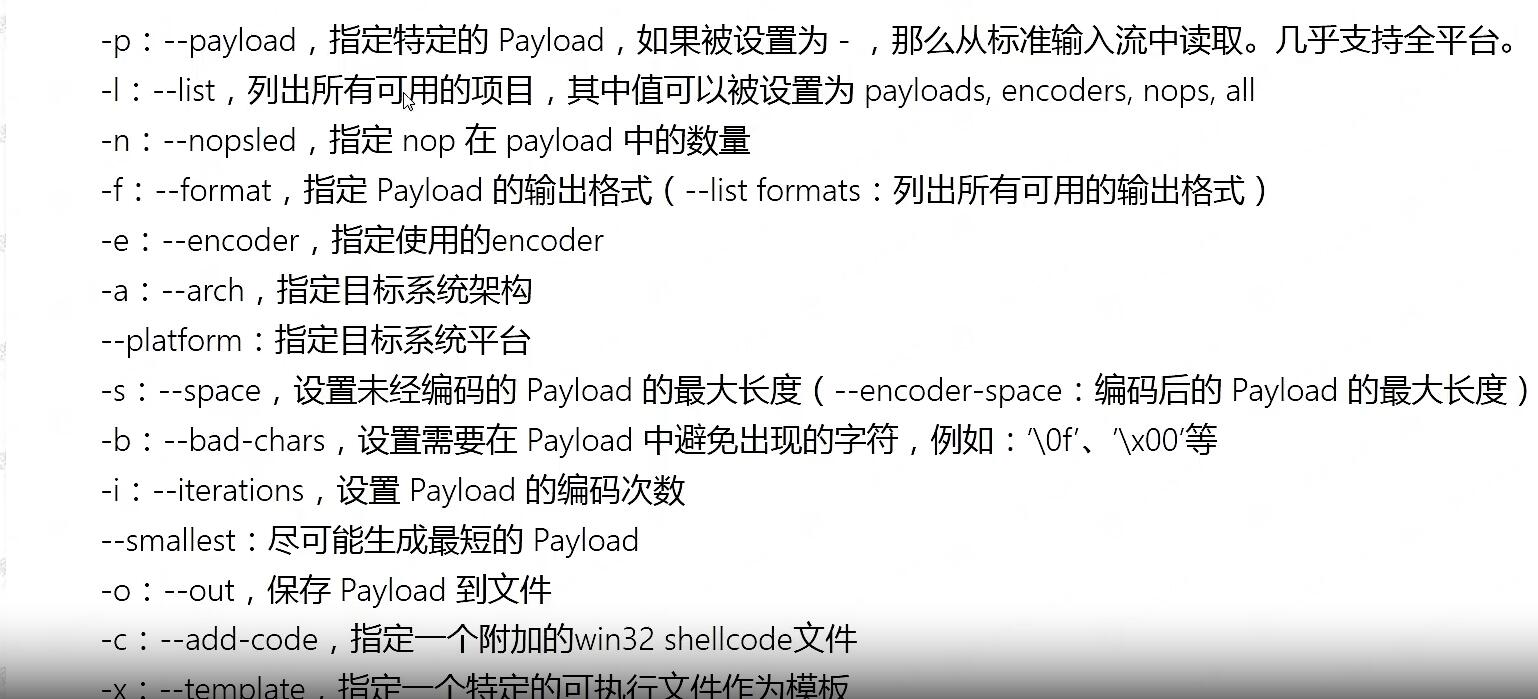 -p：--payload，指定特定的 Payload，如果被设置为 - ，那么从标准输入流中读取。几乎支持全平台。
-l：--list，列出所有可用的项目，其中值可以被设置为 payloads, encoders, nops, all
-n：--nopsled，指定 nop 在 payload 中的数量
-f：--format，指定 Payload 的输出格式（--list formats：列出所有可用的输出格式）
-e：--encoder，指定使用的encoder
-a：--arch，指定目标系统架构
--platform：指定目标系统平台
-s：--space，设置未经编码的 Payload 的最大长度（--encoder-space：编码后的 Payload 的最大长度）
-b：--bad-chars，设置需要在 Payload 中避免出现的字符，例如：'\0f'、'\x00'等
-i：--iterations，设置 Payload 的编码次数
--smallest：尽可能生成最短的 Payload
-o：--out，保存 Payload 到文件
-c：--add-code，指定一个附加的win32 shellcode文件
-x：--template，指定一个特定的可执行文件作为模板